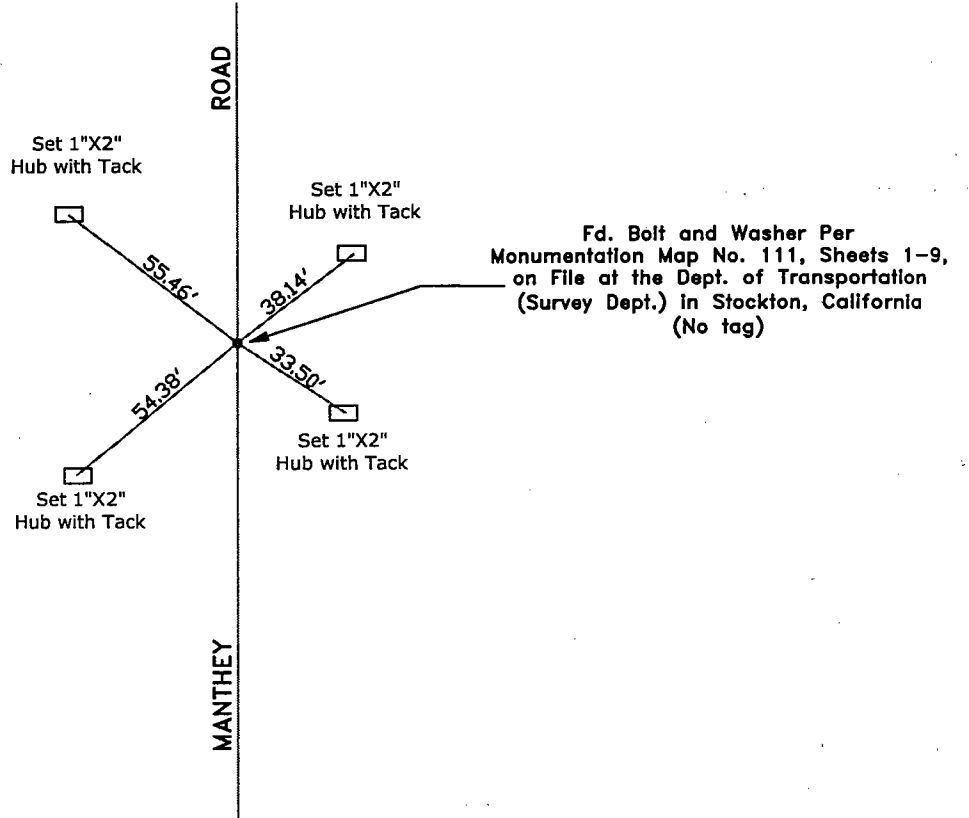 ROAD
Set 1"X2"
Hub with Tack
Set 1"X2"
Hub with Tack
Fd. Bolt and Washer Per
Monumentation Map No. 111, Sheets 1-9,
on File at the Dept. of Transportation
(Survey Dept.) in Stockton, California
(No tag)
55.46'
38.14'
54.38'
33.50'
Set 1"X2"
Hub with Tack
Set 1"X2"
Hub with Tack
MANTHEY